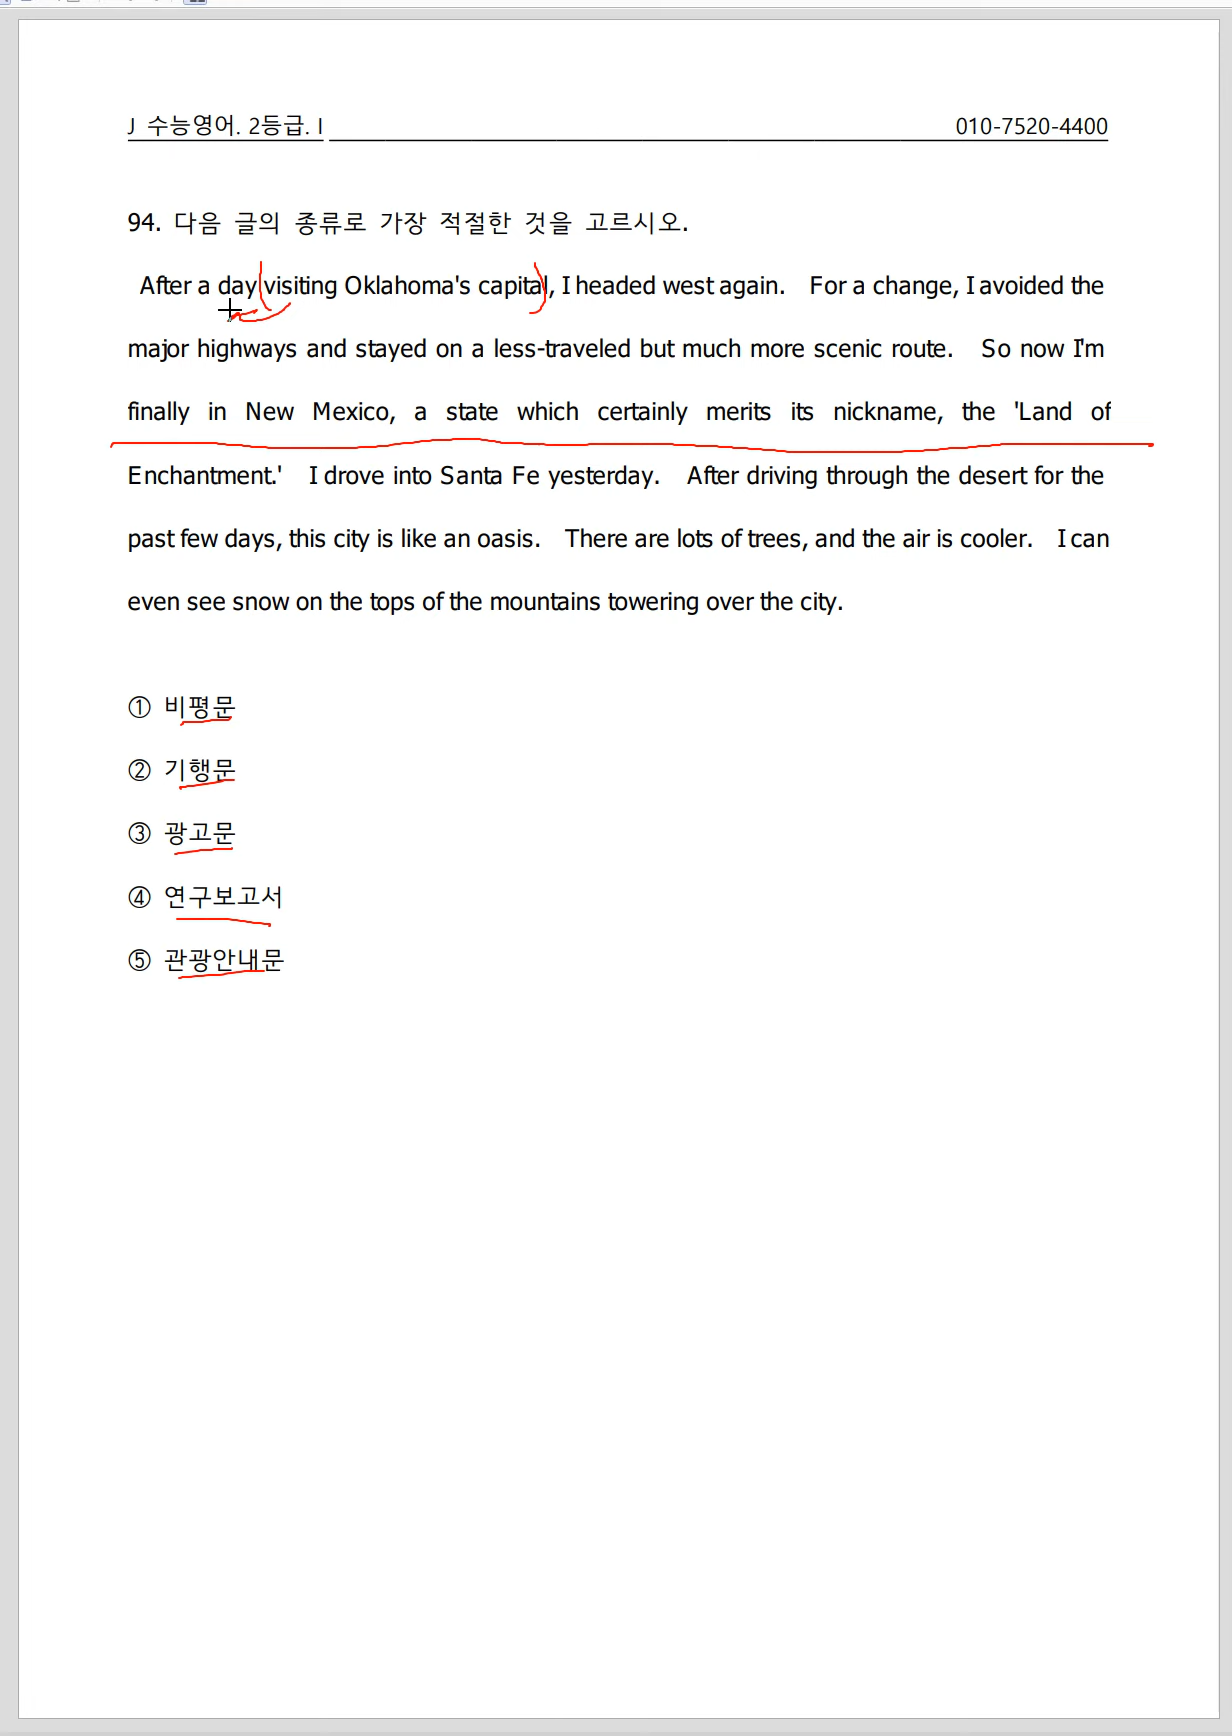 J 수능영어. 2등급. I 010-7520-4400
94. 다음 글의 종류로 가장 적절한 것을 고르시오.
After a day visiting Oklahoma's capital, I headed west again. For a change, I avoided the
major highways and stayed on a less-traveled but much more scenic route. So now I'm
finally in New Mexico, a state which certainly merits its nickname, the 'Land of
Enchantment.' I drove into Santa Fe yesterday. After driving through the desert for the
past few days, this city is like an oasis. There are lots of trees, and the air is cooler. I can
even see snow on the tops of the mountains towering over the city.
① 비평문
② 기행문
③ 광고문
④ 연구보고서
⑤ 관광안내문